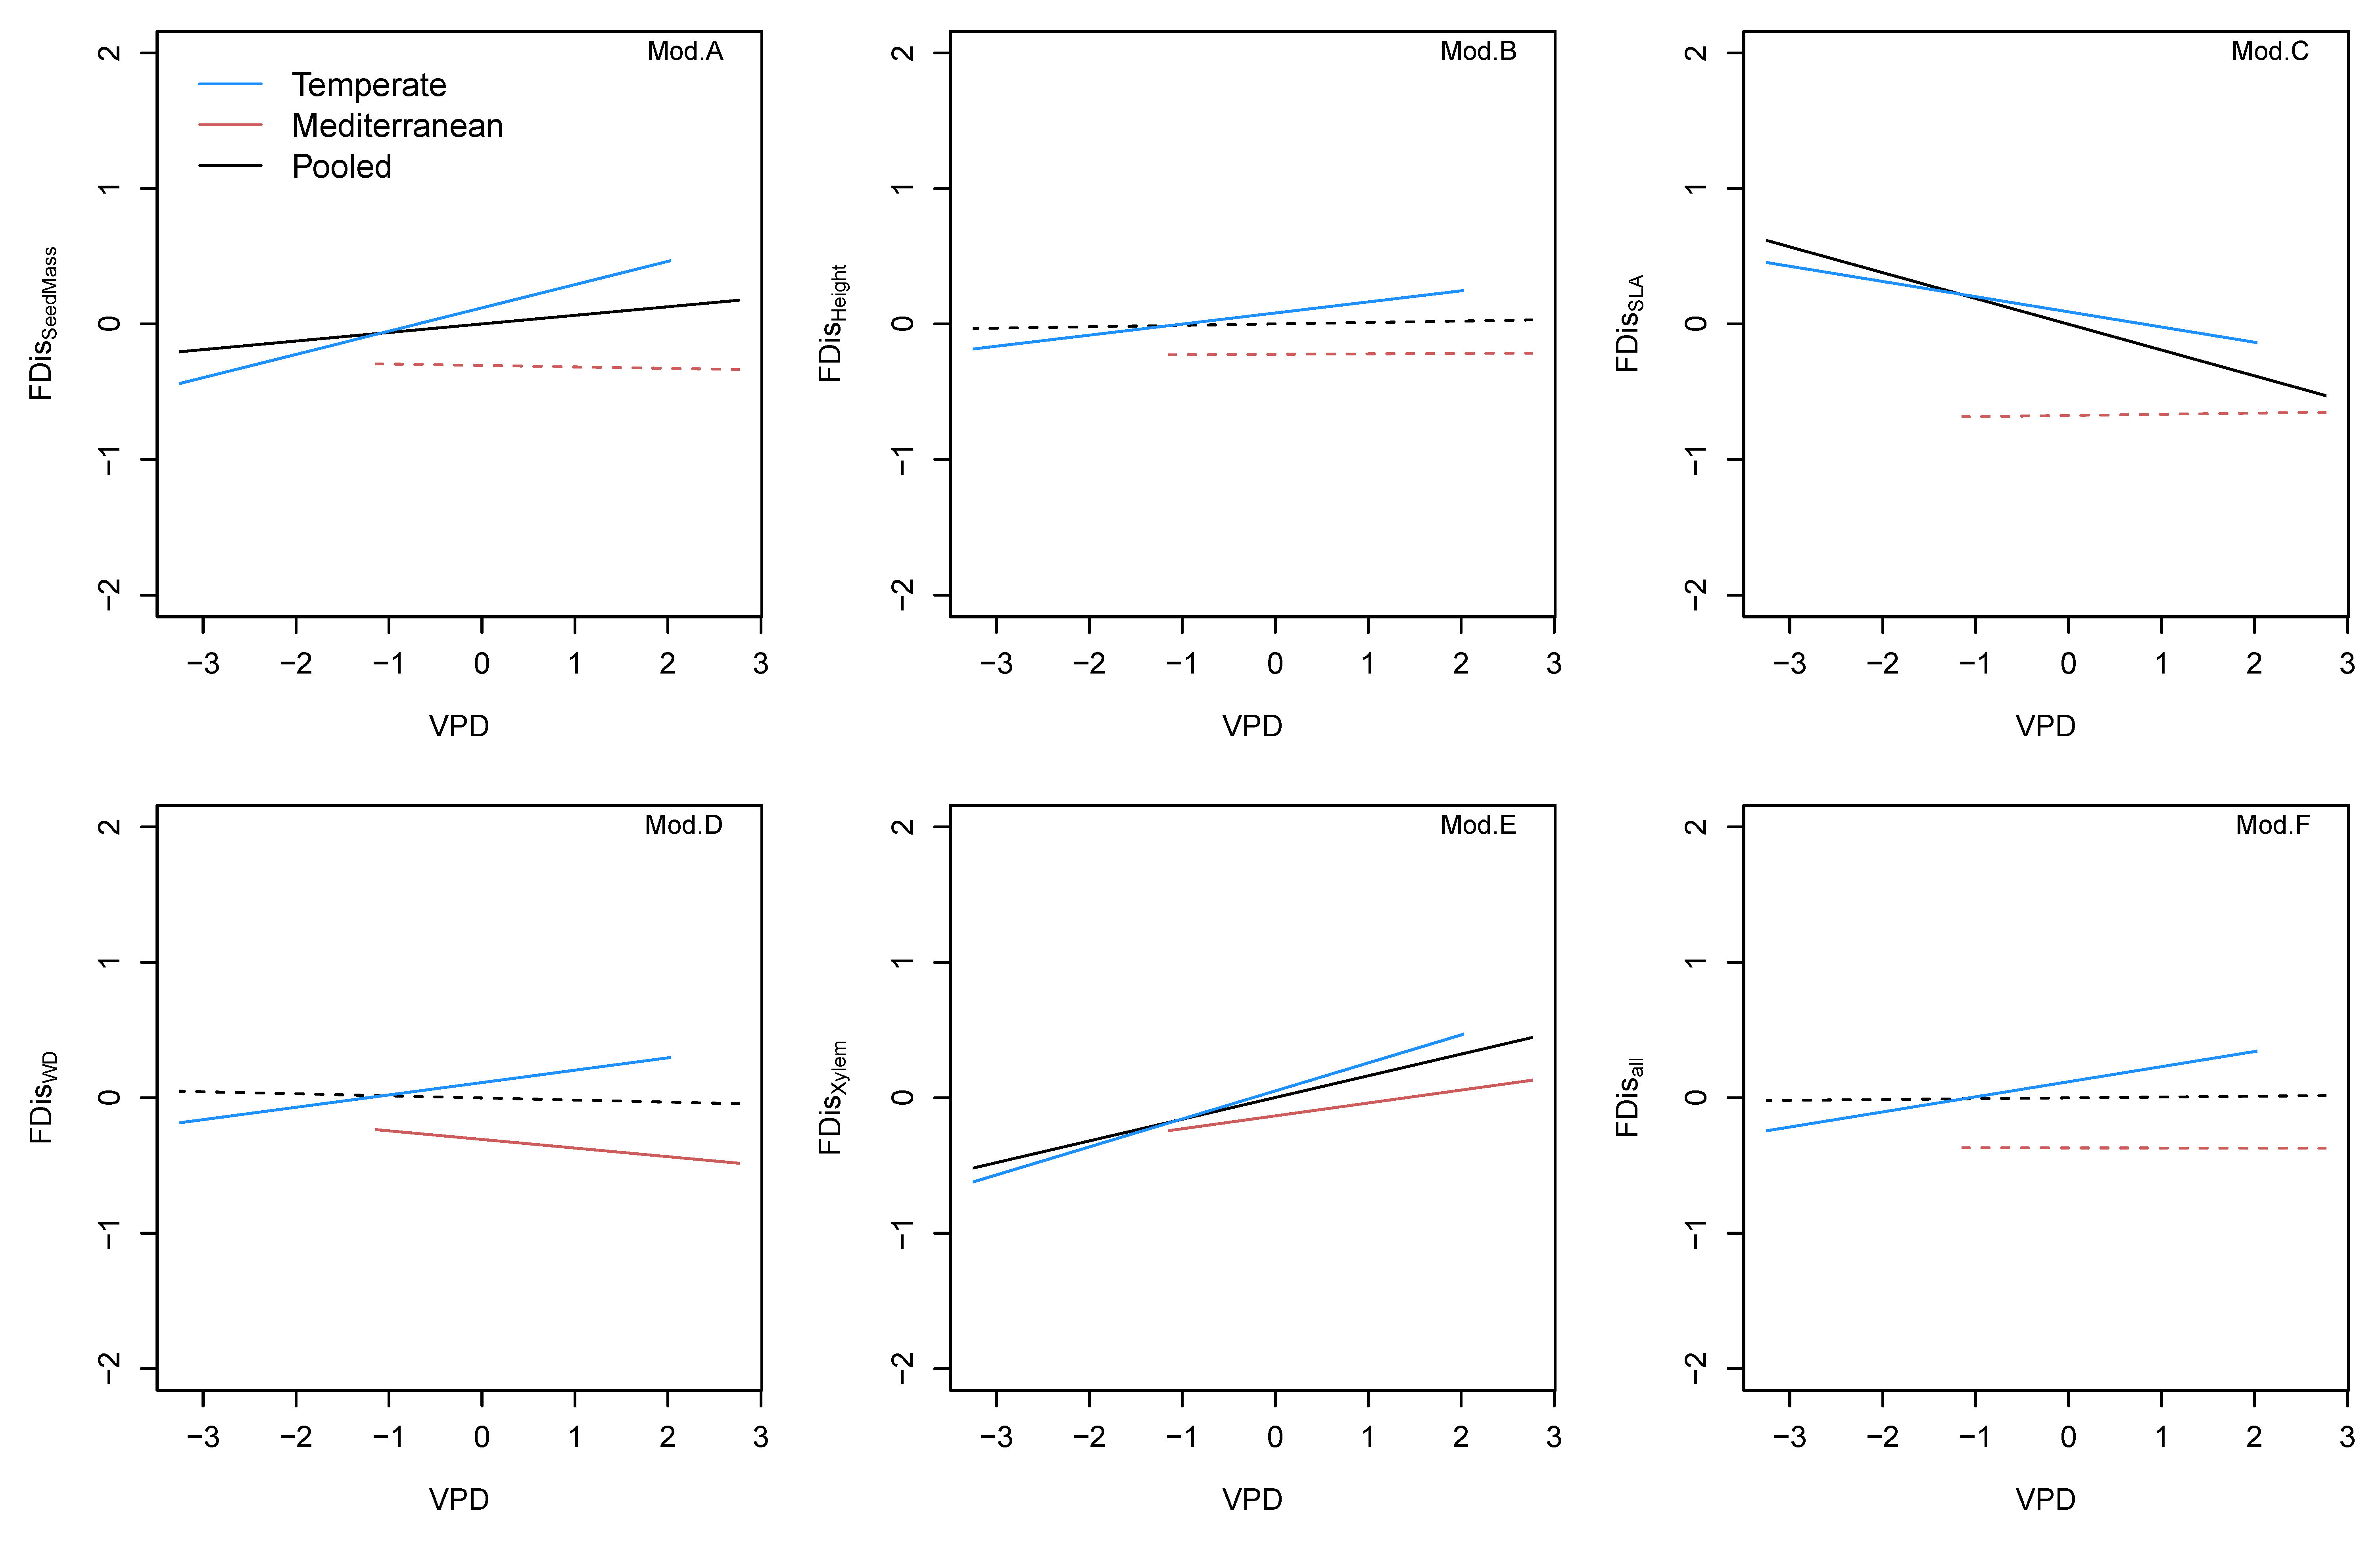 Mod.A
Temperate
Mediterranean
Pooled
FDisSeedMass
2
1
0
−1
−2
−3 −2 −1 0 1 2 3
VPD
Mod.B
FDisHeight
2
1
0
−1
−2
−3 −2 −1 0 1 2 3
VPD
Mod.C
FDisSLA
2
1
0
−1
−2
−3 −2 −1 0 1 2 3
VPD
Mod.D
FDisWD
2
1
0
−1
−2
−3 −2 −1 0 1 2 3
VPD
Mod.E
FDisXylem
2
1
0
−1
−2
−3 −2 −1 0 1 2 3
VPD
Mod.F
FDisall
2
1
0
−1
−2
−3 −2 −1 0 1 2 3
VPD